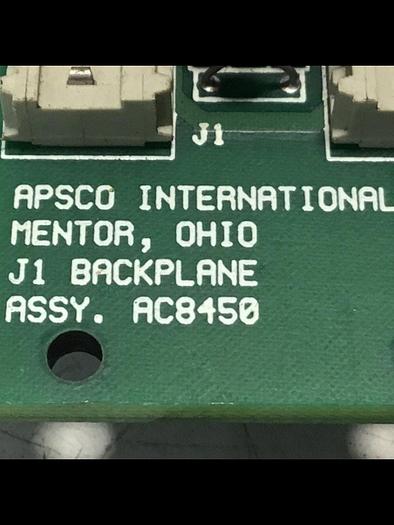 J1
APSCO INTERNATIONAL
MENTOR, OHIO
J1 BACKPLANE
ASSY. AC8450